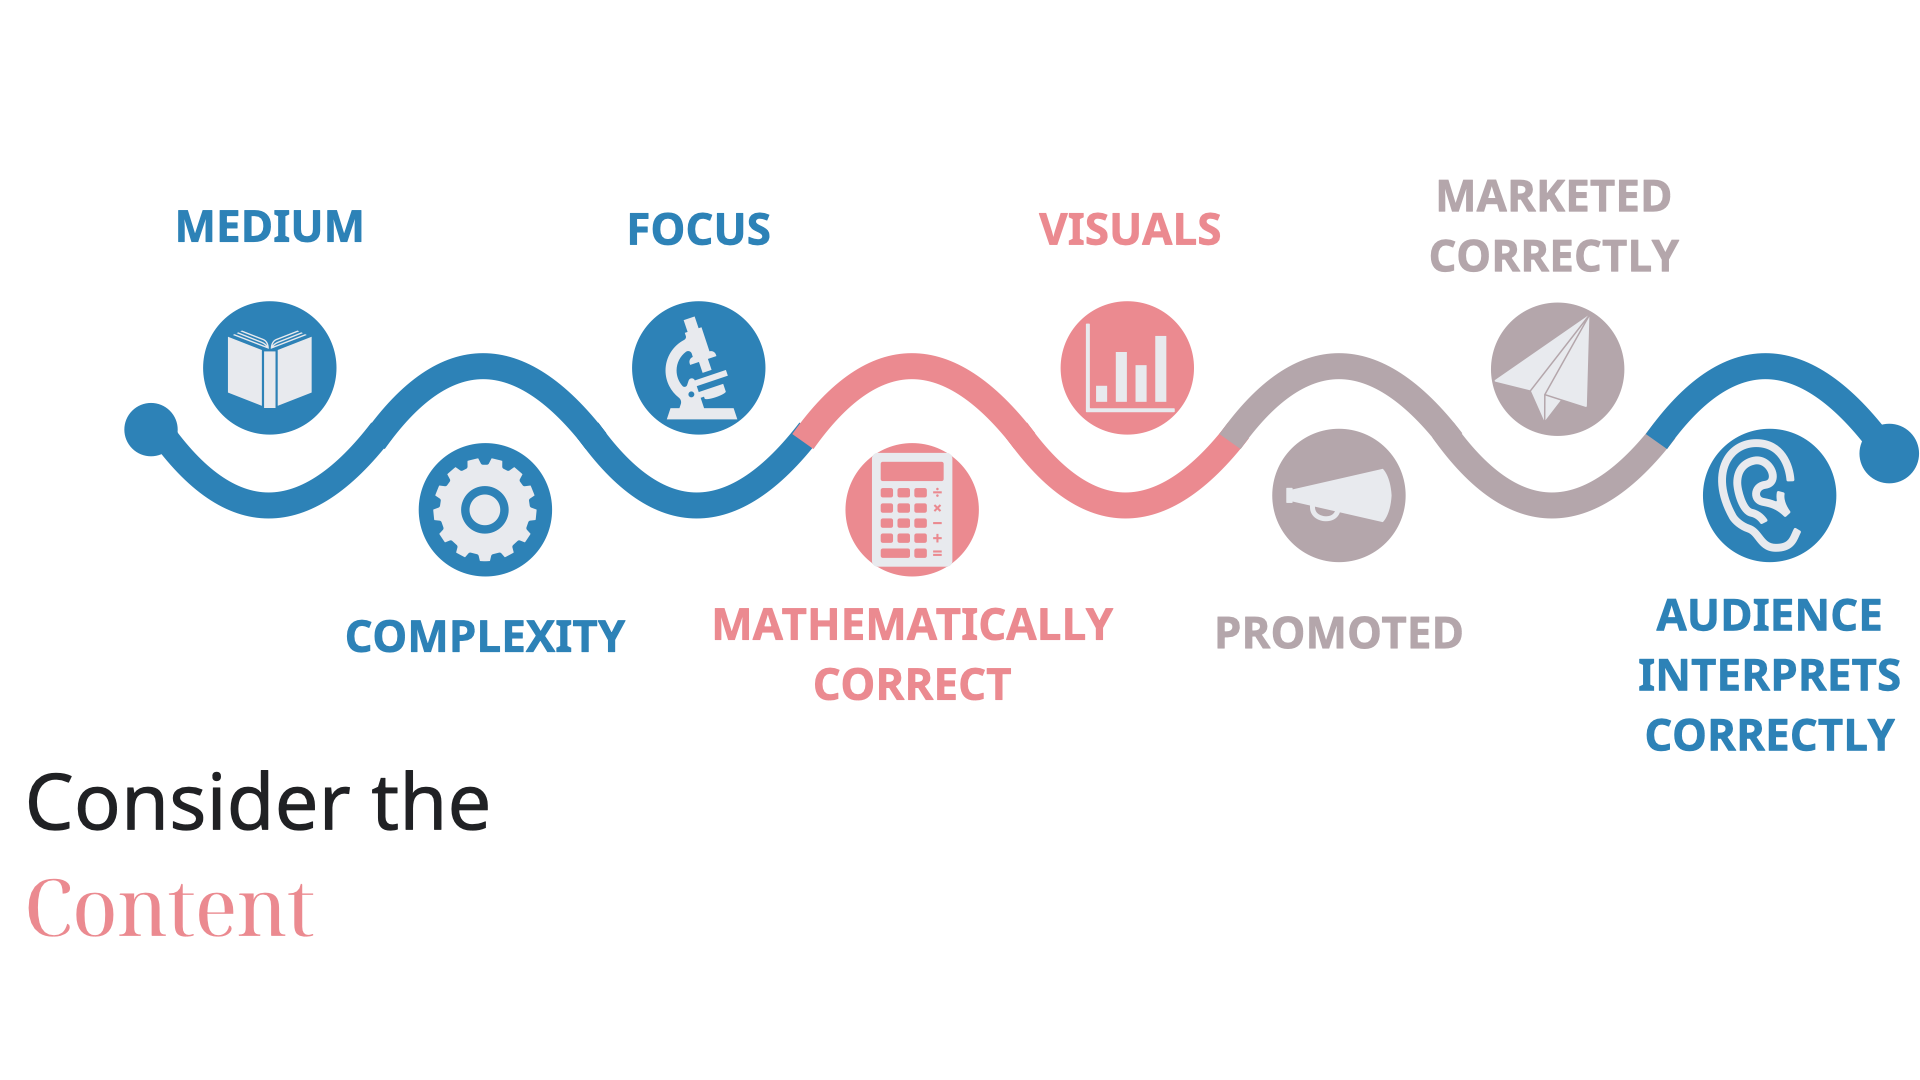 MEDIUM
COMPLEXITY
FOCUS
MATHEMATICALLY
CORRECT
VISUALS
PROMOTED
MARKETED
CORRECTLY
AUDIENCE
INTERPRETS
CORRECTLY
Consider the
Content